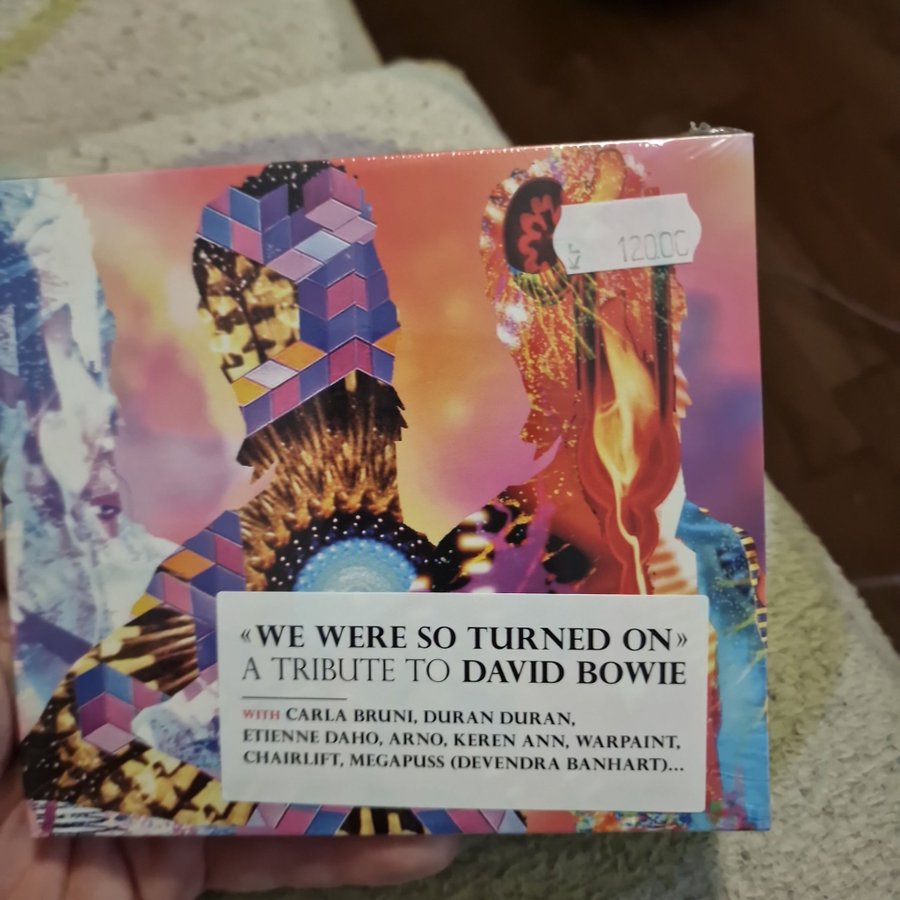 Kr 120.00
«WE WERE SO TURNED ON»
A TRIBUTE TO DAVID BOWIE
WITH CARLA BRUNI, DURAN DURAN,
ETIENNE DAHO, ARNO, KEREN ANN, WARPAINT,
CHAIRLIFT, MEGAPUSS (DEVENDRA BANHART)...